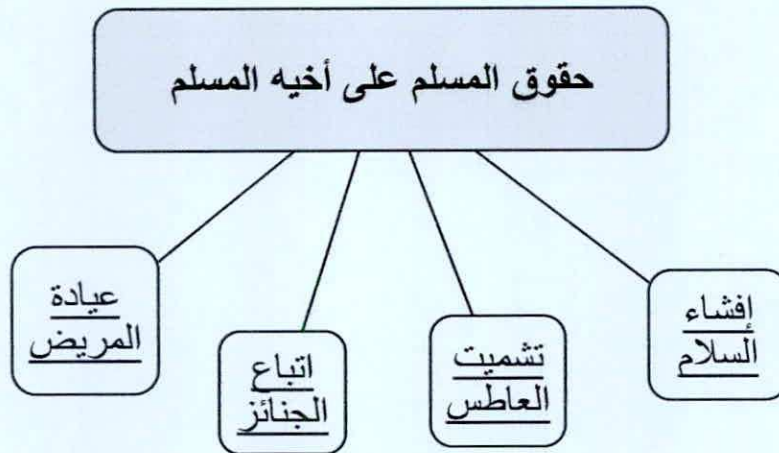 حقوق المسلم على أخيه المسلم
إفشاء
السلام
تشميت
العاطس
اتباع
الجنائز
عيادة
المريض